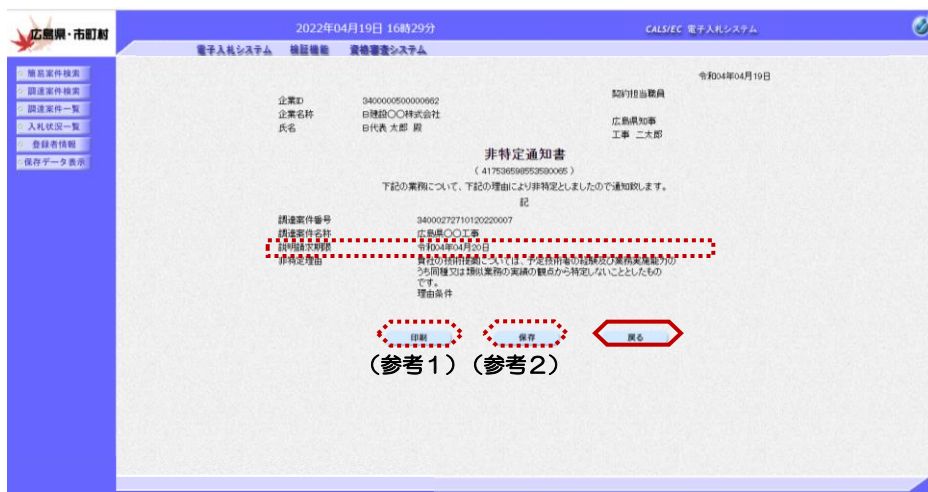 広島県・市町村
2022年04月19日 16時29分
CALS/EC 電子入札システム
電子入札システム 検証機能 資格審査システム
簡易案件検索
調達案件検索
調達案件一覧
入札状況一覧
登録者情報
保存データ表示
令和04年04月19日
企業ID 3400000500000662
企業名称 日建設〇〇株式会社
氏名 日代表 太郎 殿
契約担当職員
広島県知事
工事 二太郎
非特定通知書
( 417536598553580065 )
下記の業務について、下記の理由により非特定としましたので通知致します。
記
調達案件番号 34000272710120220007
調達案件名称 広島県〇〇工事
説明請求期限 令和04年04月20日
非特定理由 貴社の技術提案については、予定技術者の経験及び業務実施能力の
うち同種又は類似業務の実績の観点から特定しないこととしたもの
です。
理由条件
印刷 保存 戻る
(参考1) (参考2)